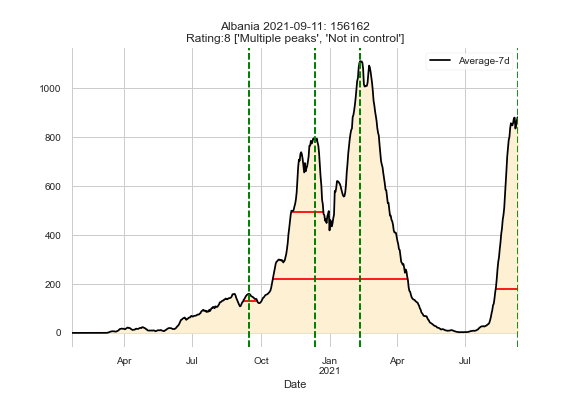 Albania 2021-09-11: 156162
Rating:8 ['Multiple peaks', 'Not in control']
Average-7d
1000
800
600
400
200
0
Apr
Jul
Oct
Jan
2021
Apr
Jul
Date